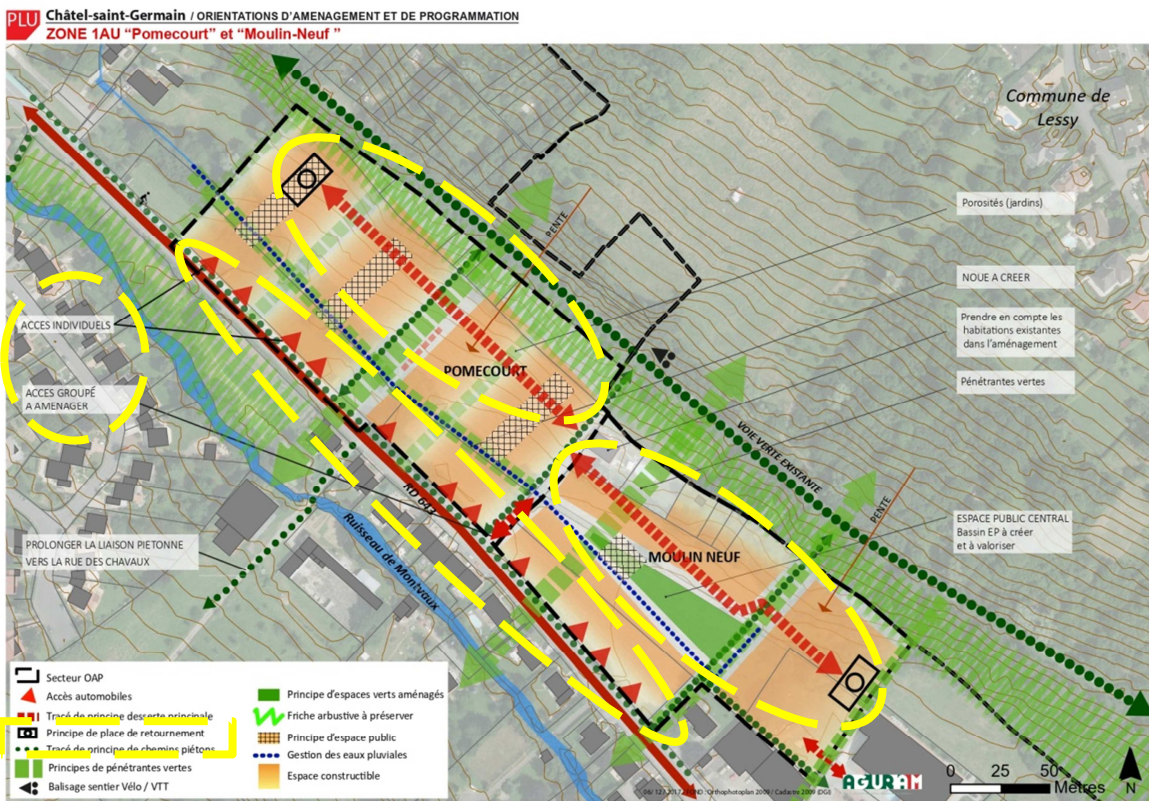 PLU Châtel-saint-Germain / ORIENTATIONS D'AMENAGEMENT ET DE PROGRAMMATION
ZONE 1AU "Pomecourt" et "Moulin-Neuf "
Commune de
Lessy
Porosités (jardins)
PENTE
NOUE A CREER
Prendre en compte les
habitations existantes
dans l'aménagement
Pénétrantes vertes
ACCES INDIVIDUELS
POMECOURT
ACCES GROUPÉ
A AMENAGER
VOIE VERTE EXISTANTE
RD 643
PENTE
ESPACE PUBLIC CENTRAL
Bassin EP à créer
et à valoriser
Ruisseau de Montvaux
MOULIN NEUF
PROLONGER LA LIAISON PIETONNE
VERS LA RUE DES CHAVAUX
Secteur OAP
Accès automobiles
Tracé de principe desserte principale
Principe de place de retournement
Tracé de principe de chemins piétons
Principes de pénétrantes vertes
Balisage sentier Vélo / VTT
Principe d'espaces verts aménagés
Friche arbustive à préserver
Principe d'espace public
Gestion des eaux pluviales
Espace constructible
AGURAM
0 25 50
Mètres
N